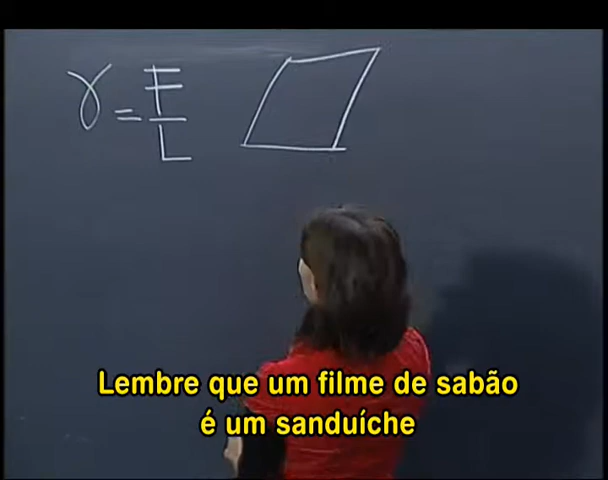 γ = F/L
Lembre que um filme de sabão
é um sanduíche